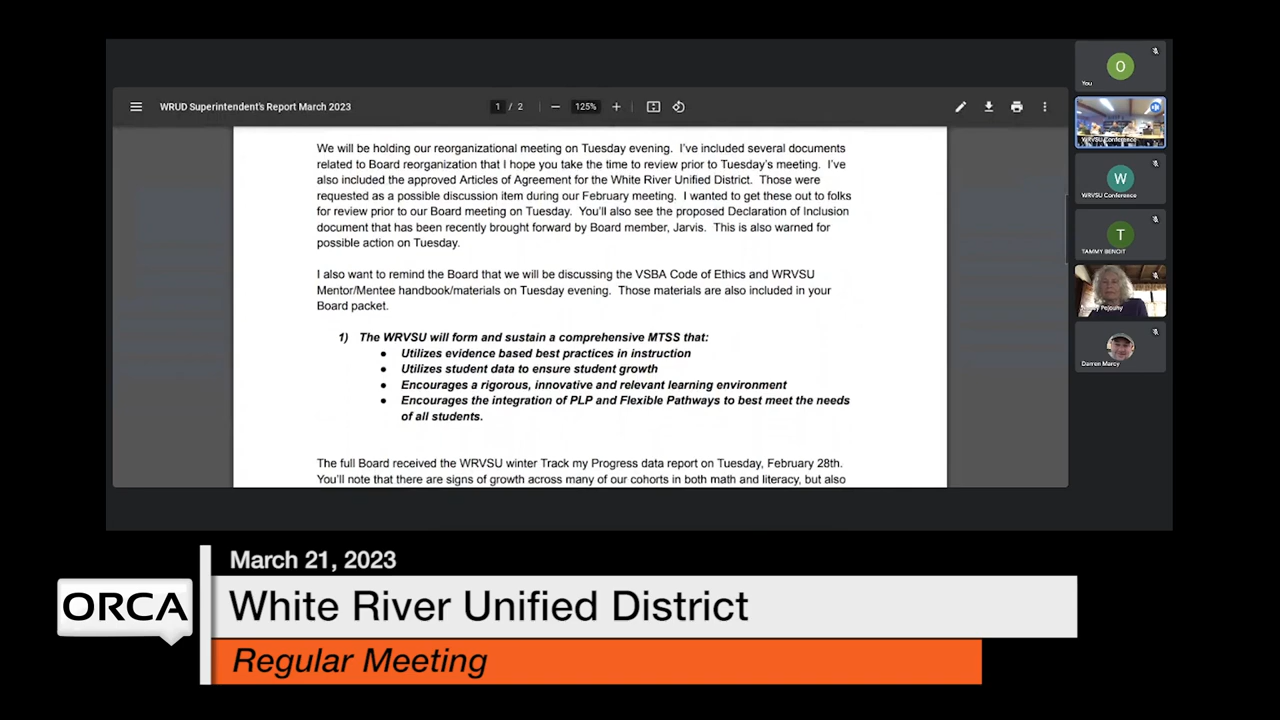 WRUD Superintendent's Report March 2023
1 / 2
125%
We will be holding our reorganizational meeting on Tuesday evening. I've included several documents
related to Board reorganization that I hope you take the time to review prior to Tuesday's meeting. I've
also included the approved Articles of Agreement for the White River Unified District. Those were
requested as a possible discussion item during our February meeting. I wanted to get these out to folks
for review prior to our Board meeting on Tuesday. You'll also see the proposed Declaration of Inclusion
document that has been recently brought forward by Board member, Jarvis. This is also warned for
possible action on Tuesday.
I also want to remind the Board that we will be discussing the VSBA Code of Ethics and WRVSU
Mentor/Mentee handbook/materials on Tuesday evening. Those materials are also included in your
Board packet.
1) The WRVSU will form and sustain a comprehensive MTSS that:
● Utilizes evidence based best practices in instruction
● Utilizes student data to ensure student growth
● Encourages a rigorous, innovative and relevant learning environment
● Encourages the integration of PLP and Flexible Pathways to best meet the needs
of all students.
The full Board received the WRVSU winter Track my Progress data report on Tuesday, February 28th.
You'll note that there are signs of growth across many of our cohorts in both math and literacy, but also
O
You
WRVSU Conference
W
WRVSU Conference
T
TAMMY BENOIT
Darren Marcy
March 21, 2023
ORCA
White River Unified District
Regular Meeting